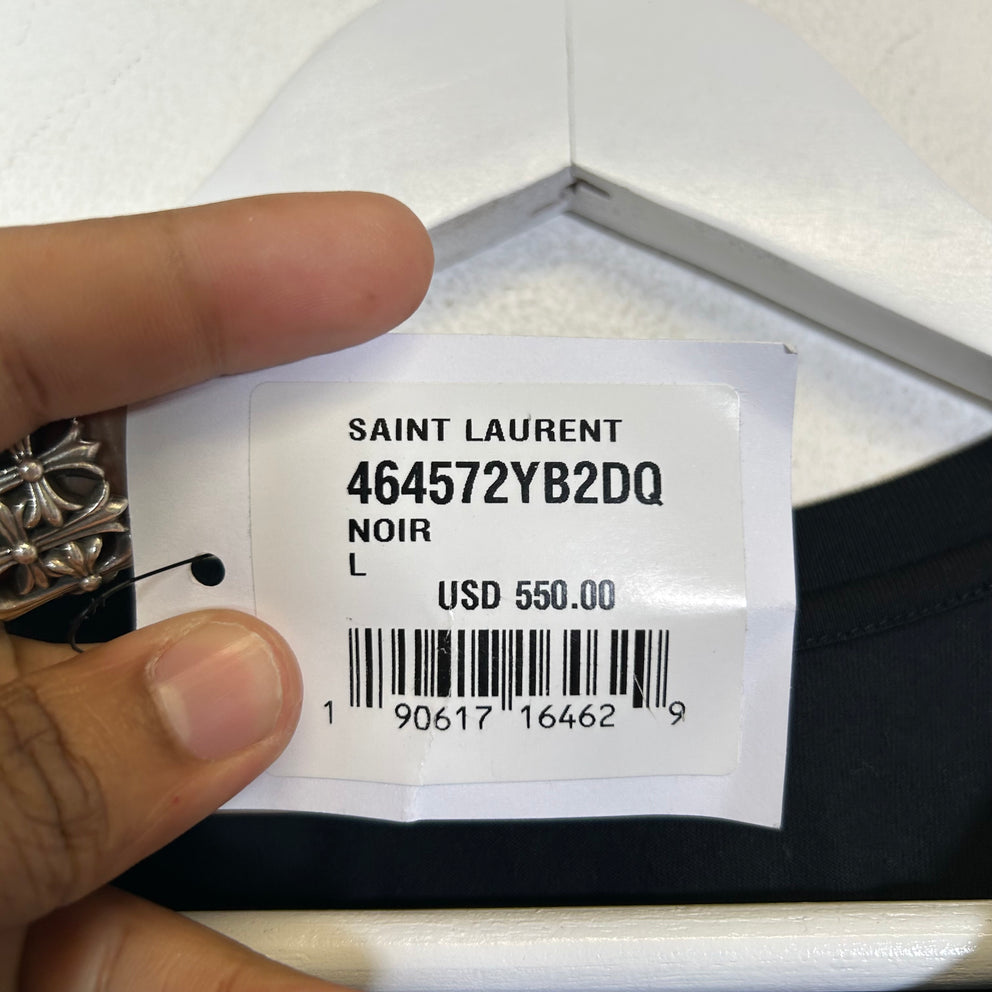 SAINT LAURENT
464572YB2DQ
NOIR
L
USD 550.00
1 90617 16462 9